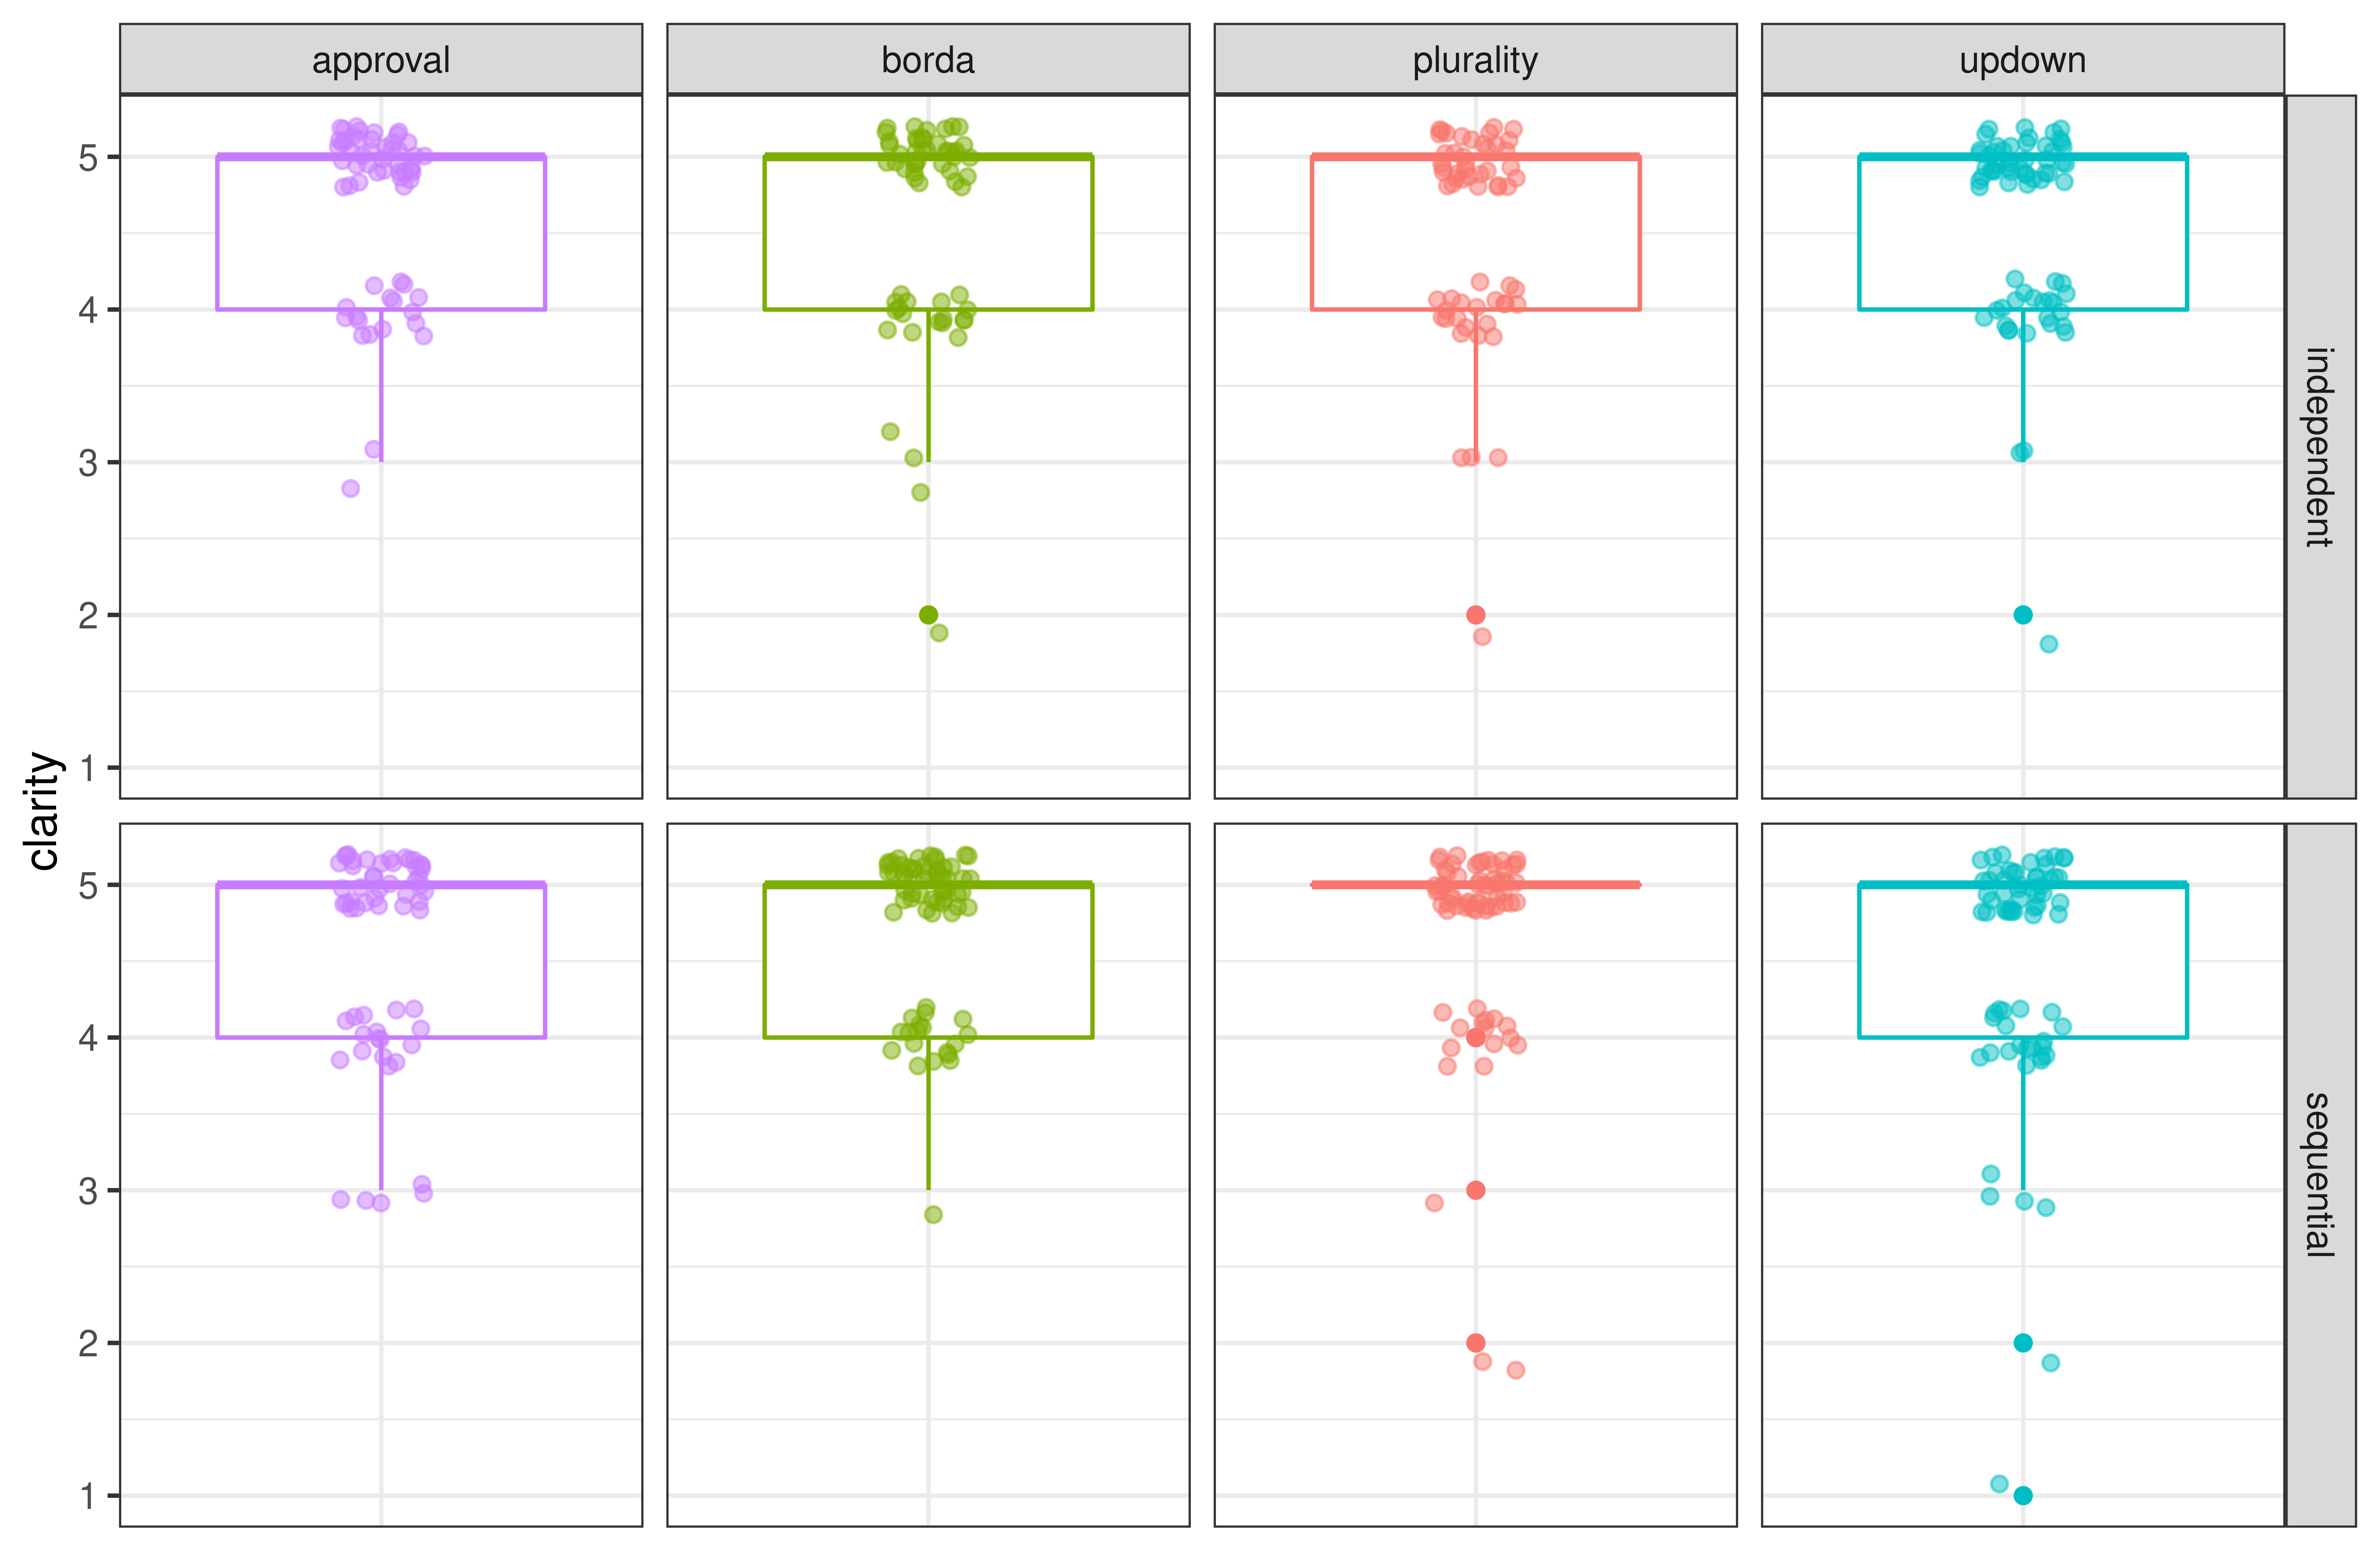 approval
borda
plurality
updown
clarity
5
4
3
2
1
independent
5
4
3
2
1
sequential